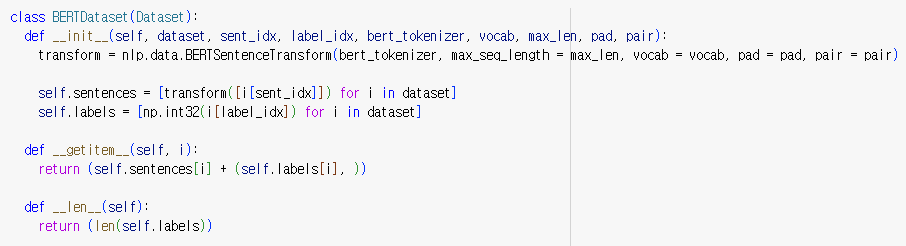 class BERTDataset(Dataset):
  def __init__(self, dataset, sent_idx, label_idx, bert_tokenizer, vocab, max_len, pad, pair):
    transform = nlp.data.BERTSentenceTransform(bert_tokenizer, max_seq_length = max_len, vocab = vocab, pad = pad, pair = pair)
    self.sentences = [transform([i[sent_idx]]) for i in dataset]
    self.labels = [np.int32(i[label_idx]) for i in dataset]
  def __getitem__(self, i):
    return (self.sentences[i] + (self.labels[i], ))
  def __len__(self):
    return (len(self.labels))